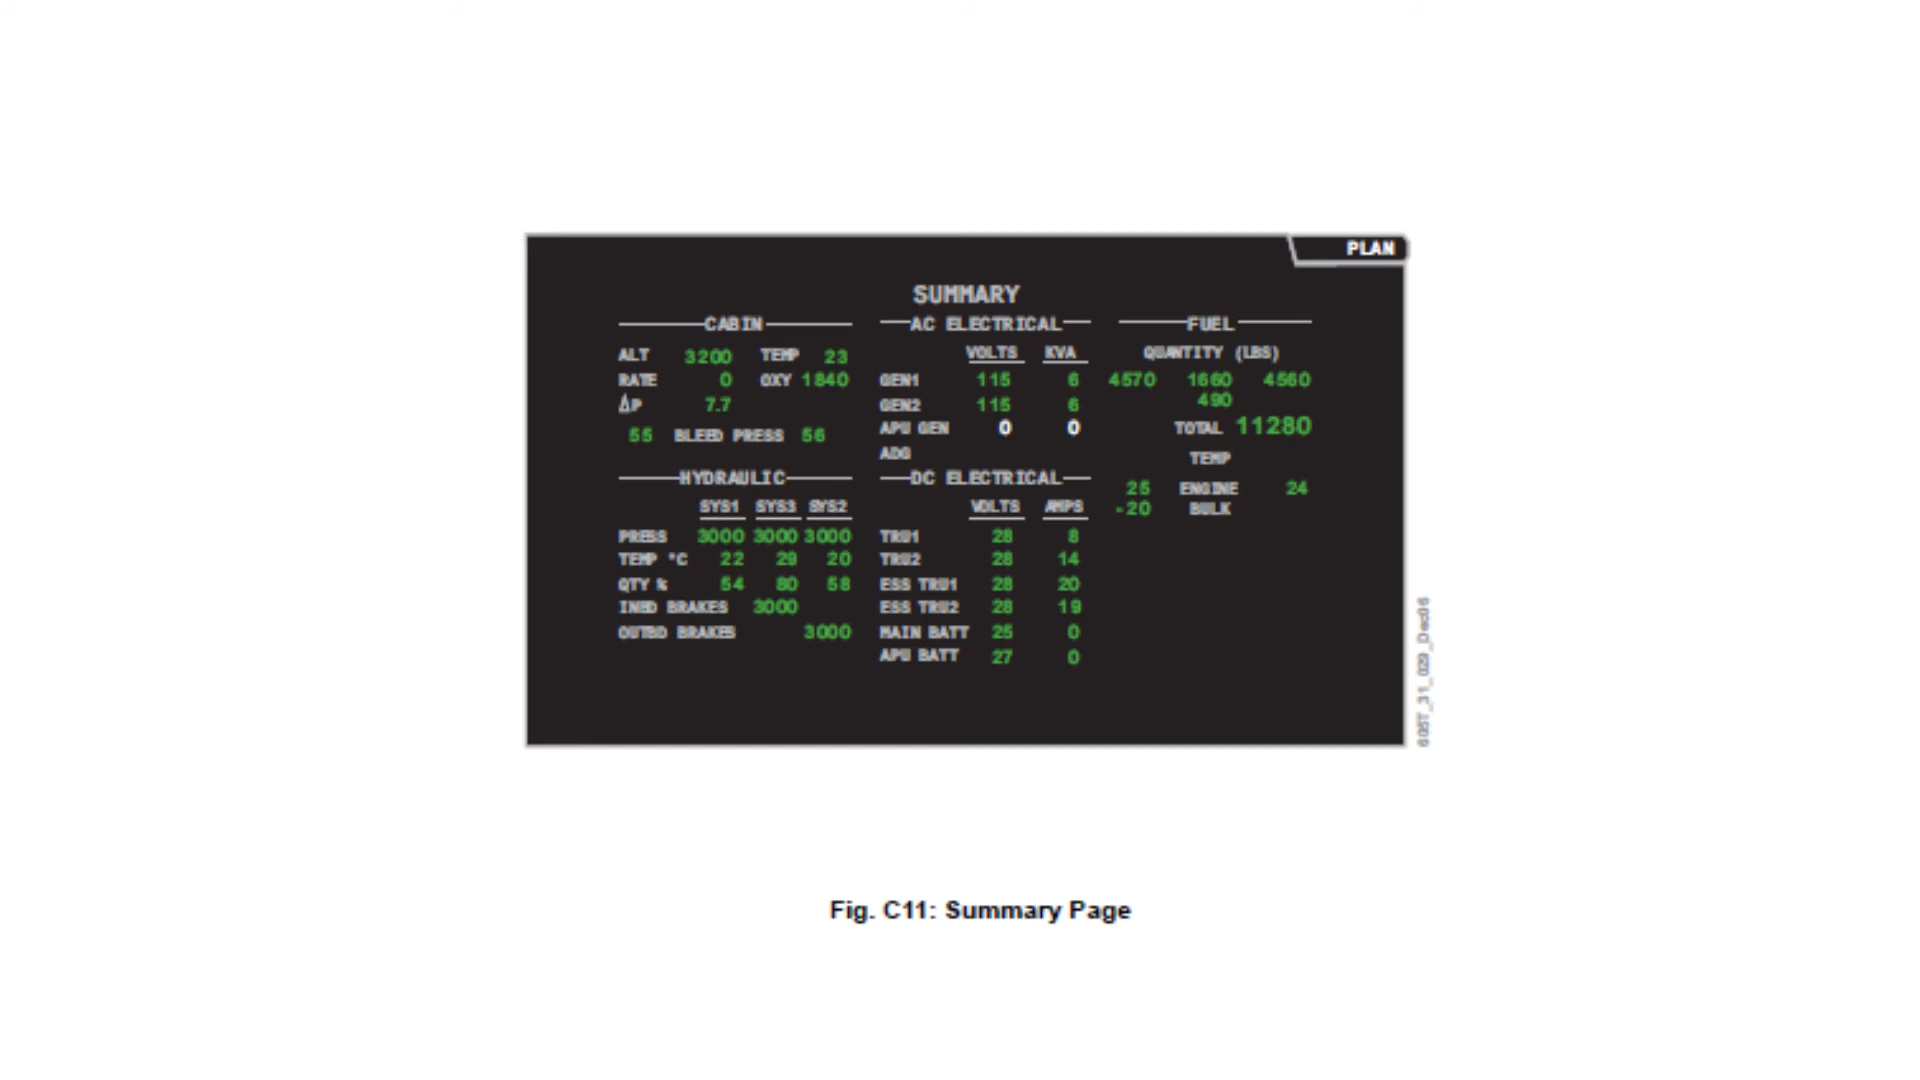 PLAN
SUMMARY
CABIN
ALT 3200 TEMP 23
RATE 0 OXY 1840
ΔP 7.7
55 BLEED PRESS 56
HYDRAULIC
SYS1 SYS3 SYS2
PRESS 3000 3000 3000
TEMP °C 22 29 20
QTY % 54 80 58
INBD BRAKES 3000
OUTBD BRAKES 3000
AC ELECTRICAL
VOLTS KVA
GEN1 115 6
GEN2 115 6
APU GEN 0 0
ADG
DC ELECTRICAL
VOLTS AMPS
TRU1 28 8
TRU2 28 14
ESS TRU1 28 20
ESS TRU2 28 19
MAIN BATT 25 0
APU BATT 27 0
FUEL
QUANTITY (LBS)
4570 1660 4560
490
TOTAL 11280
TEMP
25 ENGINE 24
-20 BULK
605T_31_029_Dec06
Fig. C11: Summary Page